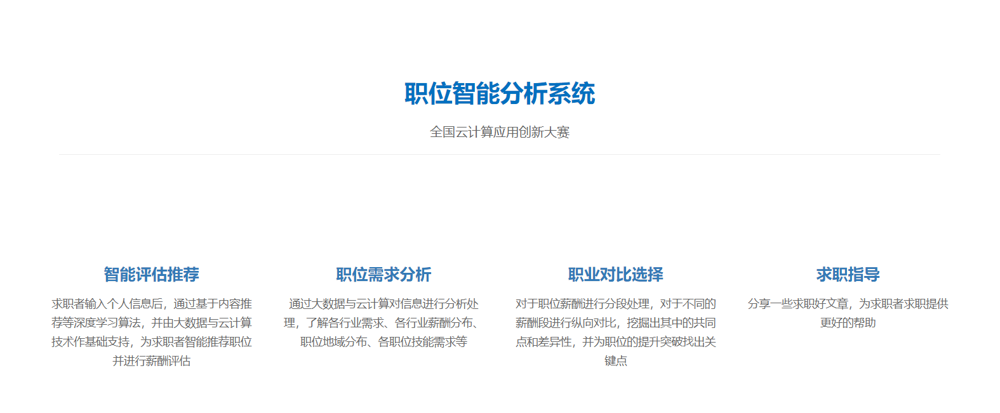 职位智能分析系统
全国云计算应用创新大赛
智能评估推荐
求职者输入个人信息后，通过基于内容推
荐等深度学习算法，并由大数据与云计算
技术作基础支持，为求职者智能推荐职位
并进行薪酬评估
职位需求分析
通过大数据与云计算对信息进行分析处
理，了解各行业需求、各行业薪酬分布、
职位地域分布、各职位技能需求等
职业对比选择
对于职位薪酬进行分段处理，对于不同的
薪酬段进行纵向对比，挖掘出其中的共同
点和差异性，并为职位的提升突破找出关
键点
求职指导
分享一些求职好文章，为求职者求职提供
更好的帮助